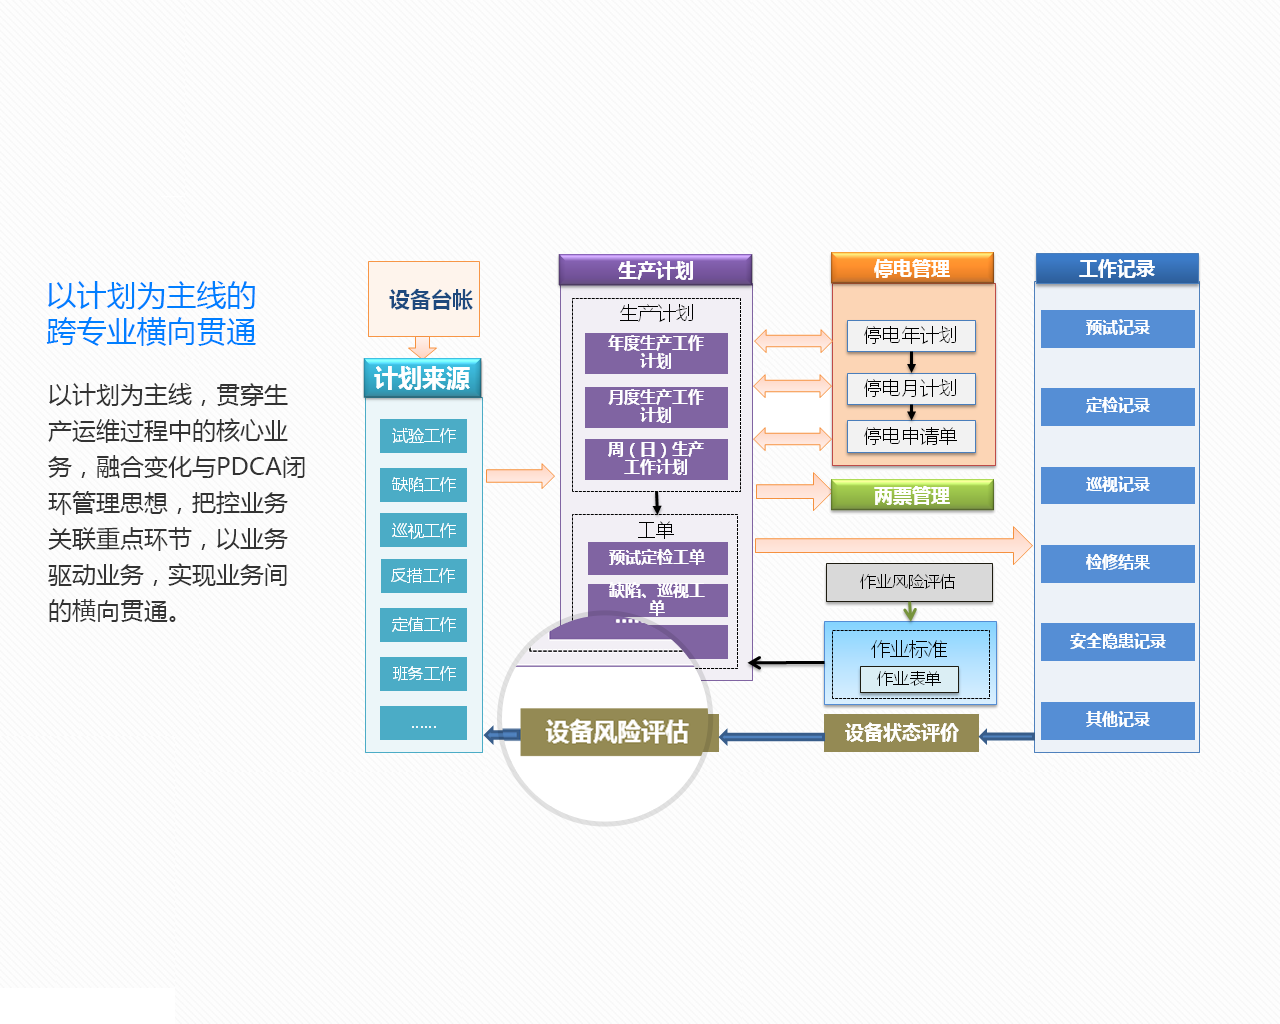 以计划为主线的
跨专业横向贯通
以计划为主线，贯穿生
产运维过程中的核心业
务，融合变化与PDCA闭
环管理思想，把控业务
关联重点环节，以业务
驱动业务，实现业务间
的横向贯通。
设备台帐
计划来源
试验工作
缺陷工作
巡视工作
反措工作
定值工作
班务工作
......
生产计划
生产计划
年度生产工作
计划
月度生产工作
计划
周（日）生产
工作计划
工单
预试定检工单
缺陷、巡视工
单
停电管理
停电年计划
停电月计划
停电申请单
两票管理
作业风险评估
作业标准
作业表单
设备风险评估
设备状态评价
工作记录
预试记录
定检记录
巡视记录
检修结果
安全隐患记录
其他记录